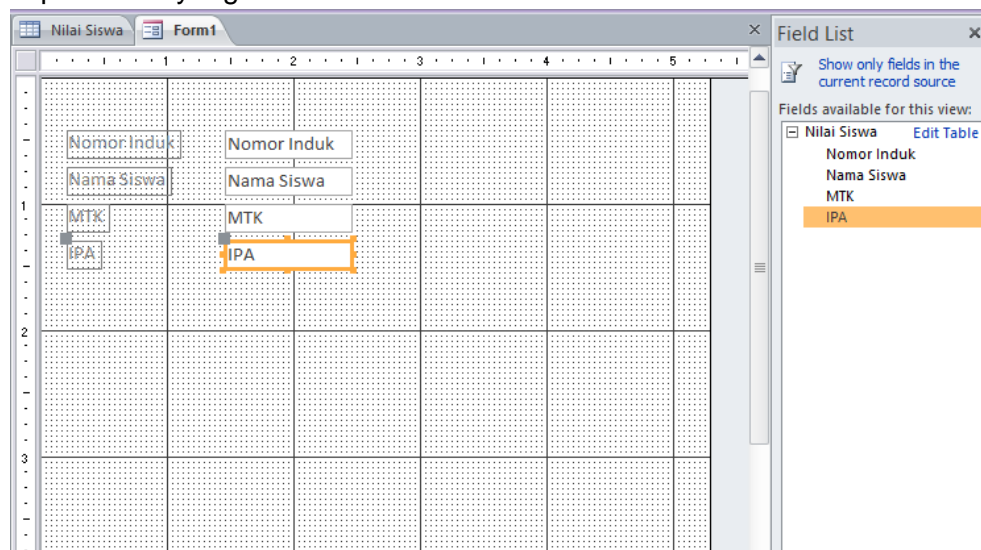 Nilai Siswa Form1
Field List
1 2 3 4 5
Show only fields in the
current record source
Fields available for this view:
Nilai Siswa Edit Table
Nomor Induk
Nama Siswa
MTK
IPA
Nomor Induk Nomor Induk
Nama Siswa Nama Siswa
1
MTK MTK
IPA IPA
2
3